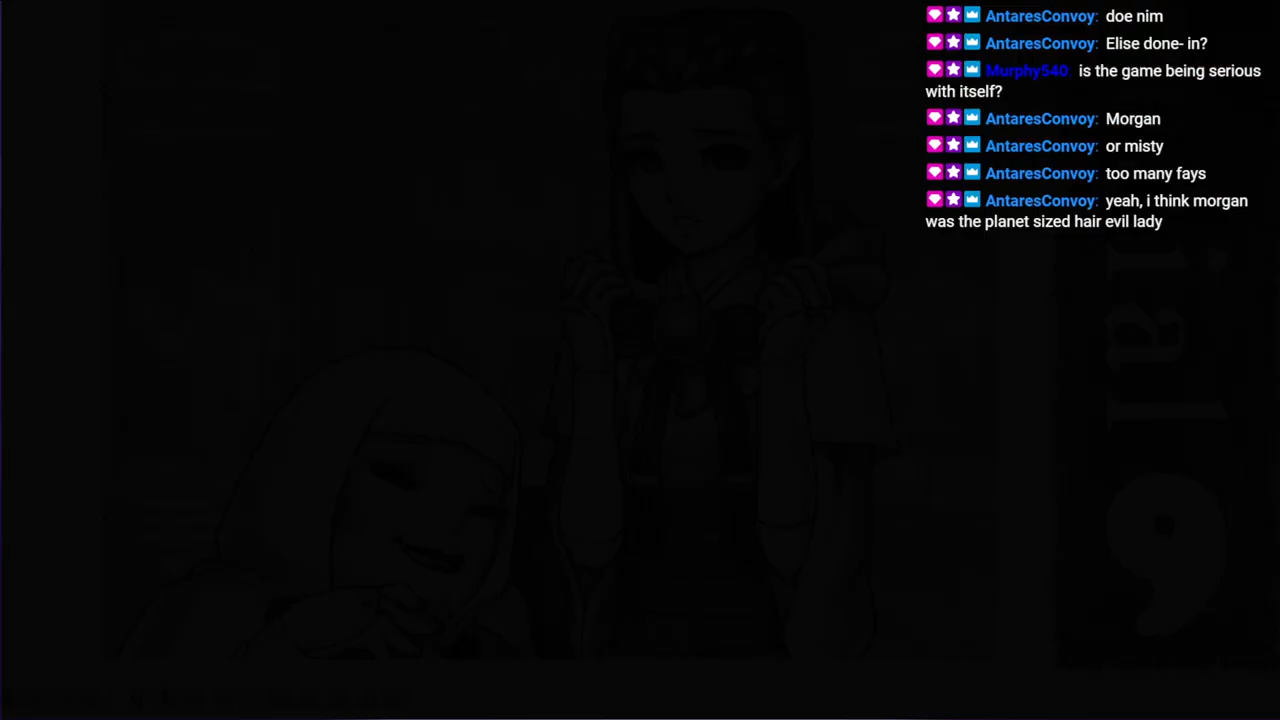 AntaresConvoy: doe nim
AntaresConvoy: Elise done- in?
Murphy540: is the game being serious
with itself?
AntaresConvoy: Morgan
AntaresConvoy: or misty
AntaresConvoy: too many fays
AntaresConvoy: yeah, i think morgan
was the planet sized hair evil lady